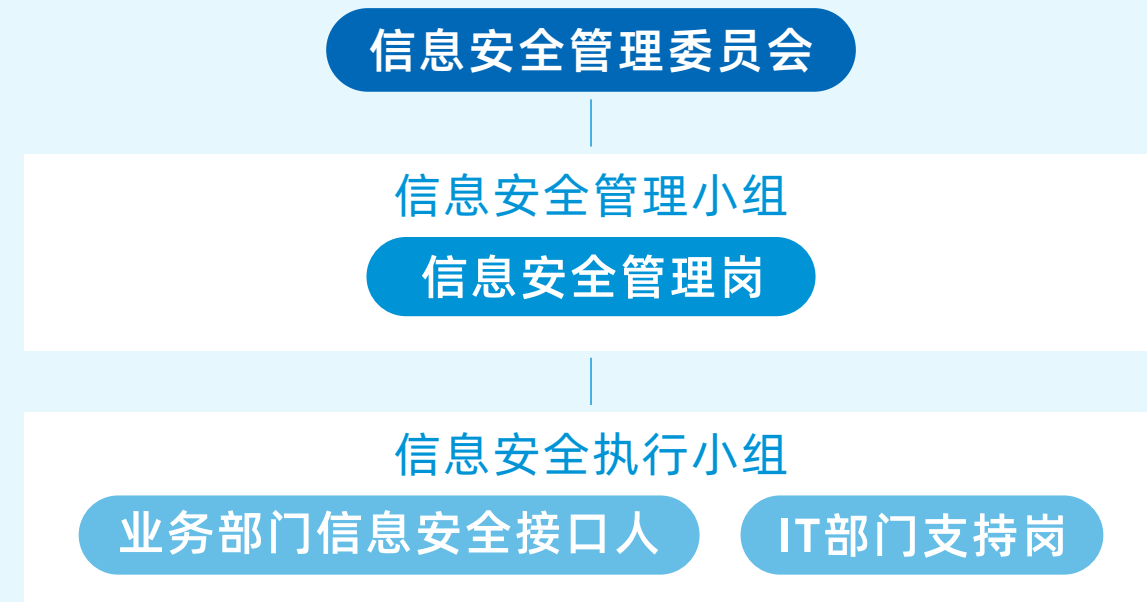 信息安全管理委员会
信息安全管理小组
信息安全管理岗
信息安全执行小组
业务部门信息安全接口人 IT部门支持岗